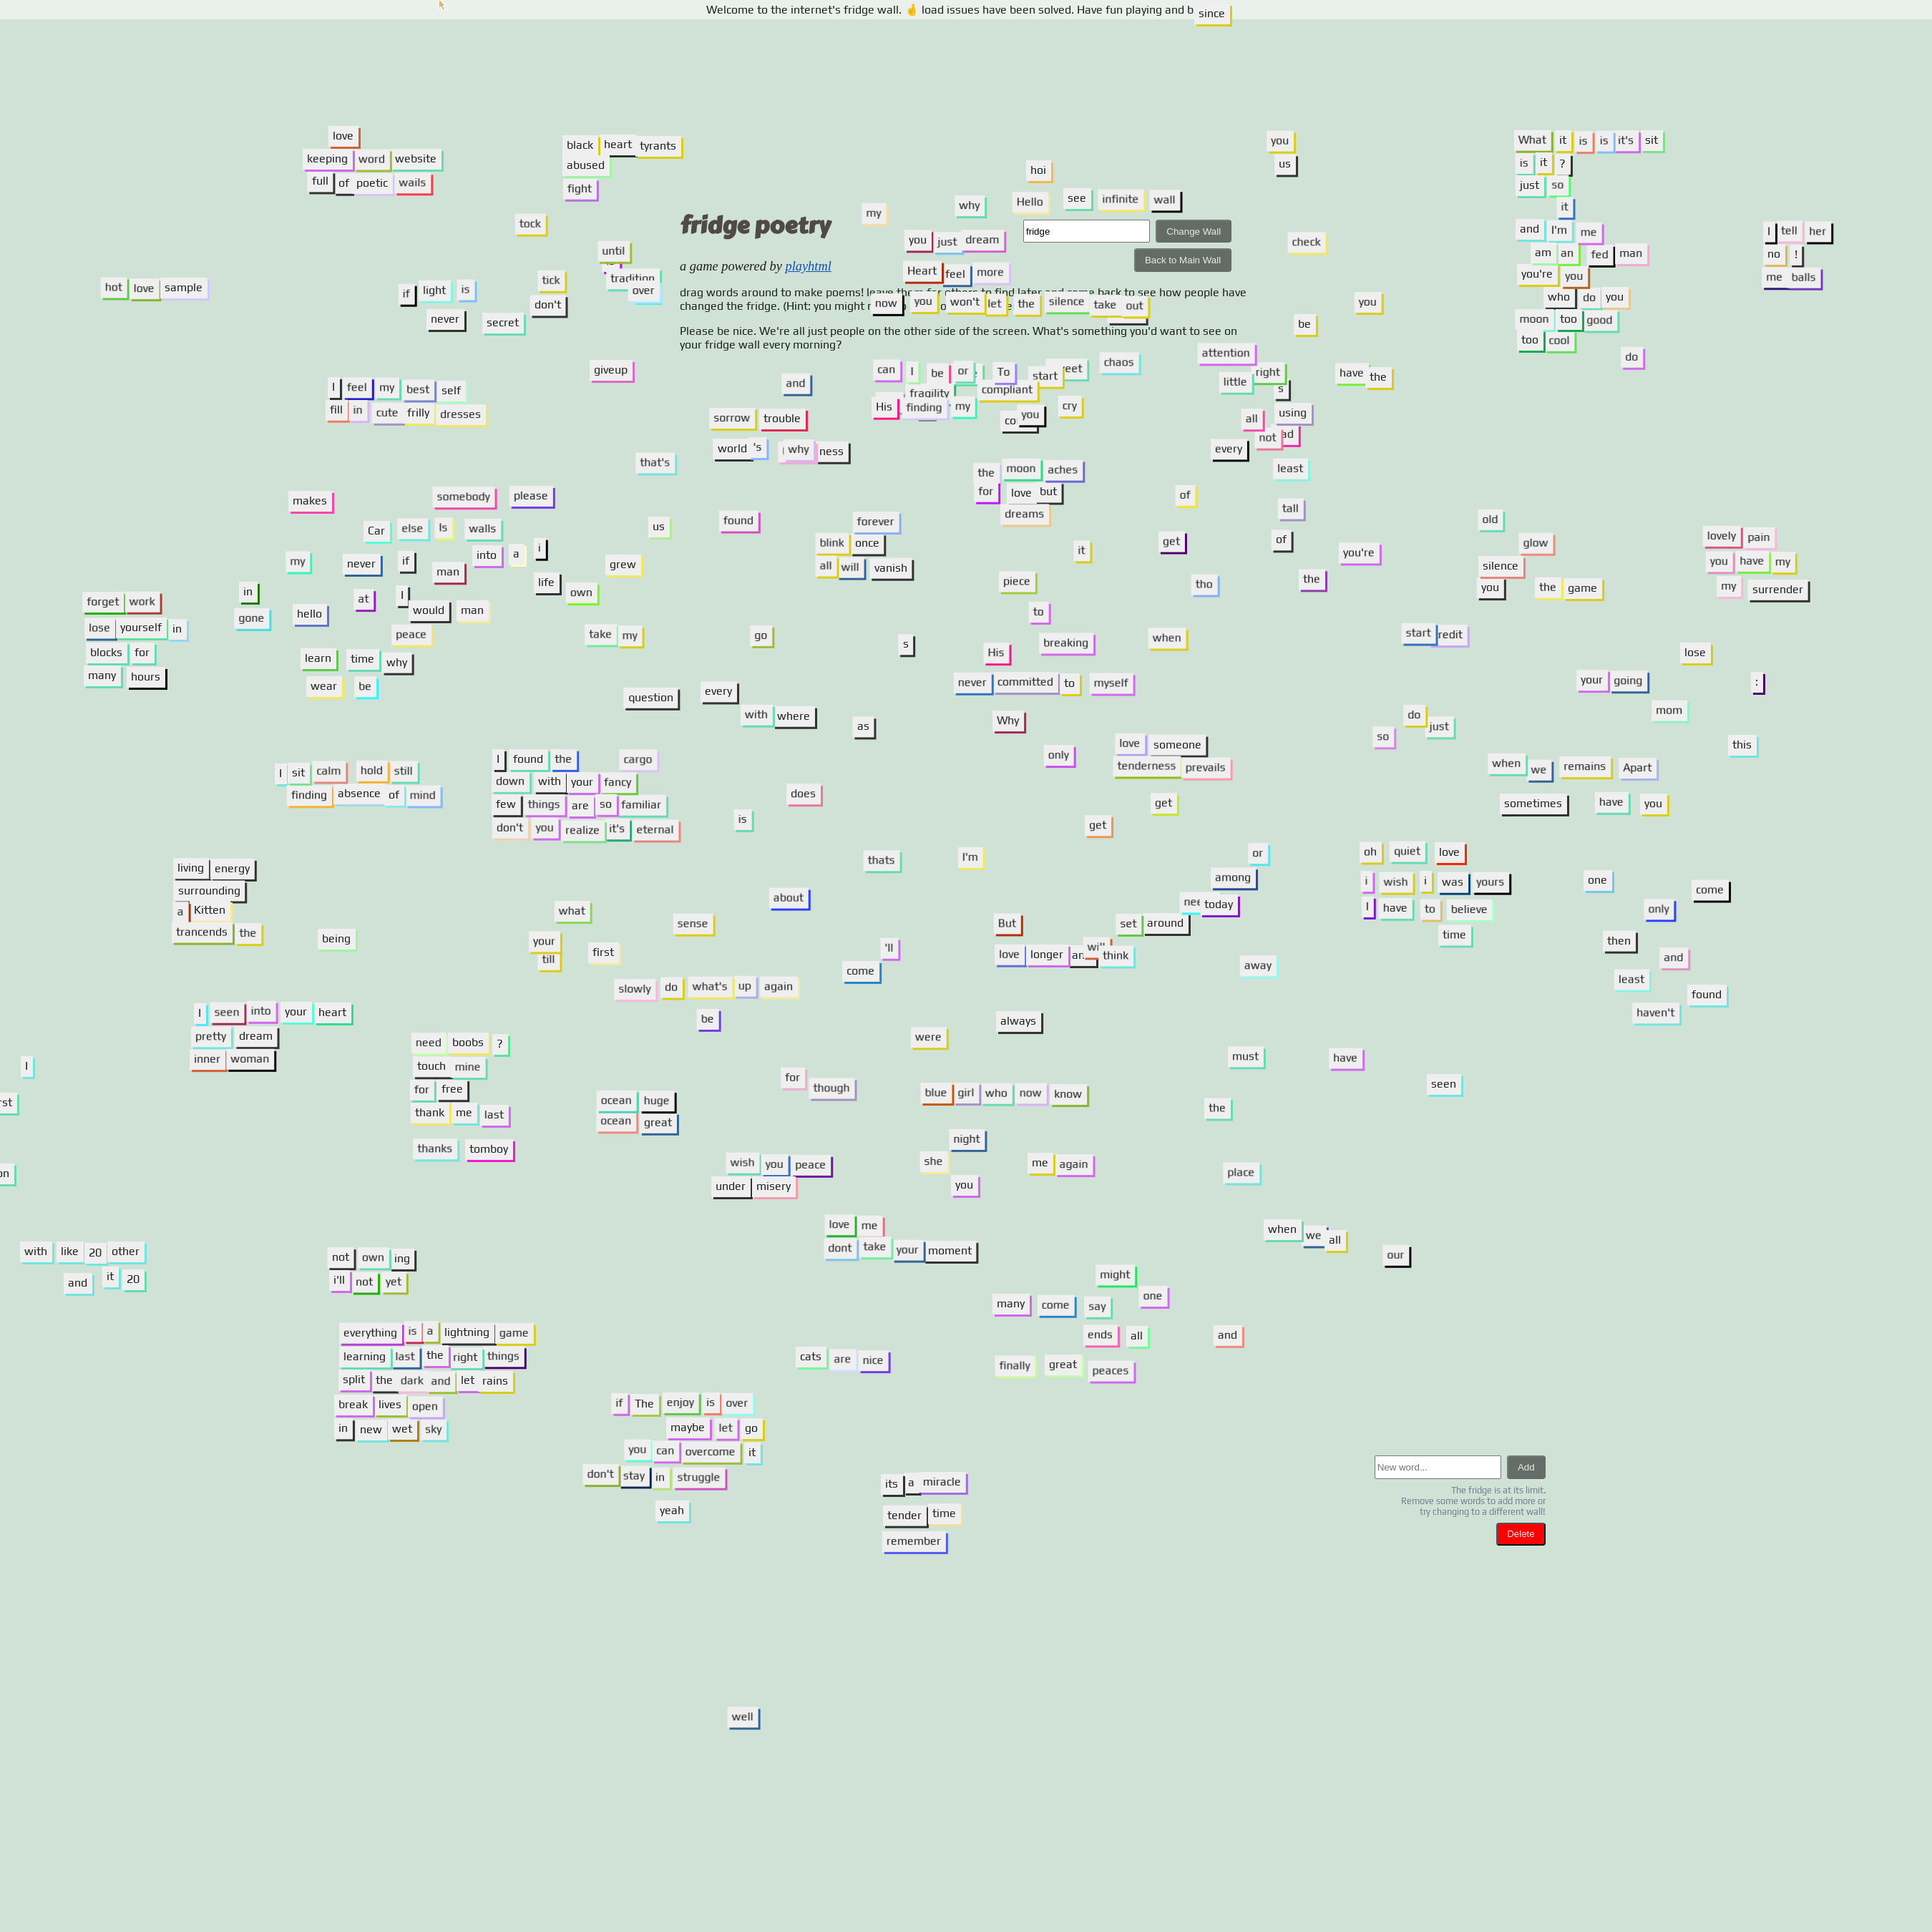 Welcome to the internet's fridge wall. ☝ load issues have been solved. Have fun playing and b
since
love
keeping word website
full of poetic wails
black heart tyrants
abused
fight
tock
until
tradition
over
tick
don't
hot love sample
if light is
never secret
hoi
why Hello see infinite wall
my
fridge poetry
fridge
Change Wall
you just dream
Back to Main Wall
a game powered by playhtml
Heart feel more
drag words around to make poems! leave them for others to find later and come back to see how people have
changed the fridge. (Hint: you might
now you won't let the silence take out
Please be nice. We're all just people on the other side of the screen. What's something you'd want to see on
your fridge wall every morning?
you
us
check
you
be
What it is is it's sit
is it ?
just so
it
and I'm me
am an fed man
you're you
who do you
moon too good
too cool
do
I tell her
no !
me balls
giveup
and
I feel my best self
fill in cute frilly dresses
sorrow trouble
world 's why ness
that's
can I be or To start
chaos
fragility compliant
His finding my
you cry
attention
right
little
s
have the
using
all
not
every
least
the moon aches
for love but
dreams
of
tall
of
makes somebody please
Car else Is walls
us found
my never if man into a i
grew
life own
in
gone
hello at I would man
peace
learn time why
wear be
forget work
lose yourself in
blocks for
many hours
forever
blink once
all will vanish
it
get
you're
piece
tho
the
to
old
glow
silence
you the game
lovely pain
you have my
my surrender
take my
go
s
breaking when
His
never committed to myself
start redit
lose
your going
:
mom
question every
with where
as
Why
do just
so
this
only
love someone
tenderness prevails
I sit calm hold still
finding absence of mind
I found the cargo
down with your fancy
few things are so familiar
don't you realize it's eternal
does
is
get
get
when we remains Apart
sometimes have you
thats
I'm
or
among
today
oh quiet love
i wish i was yours
I have to believe
time
one
only
come
then
and
least
found
haven't
living energy
surrounding
a Kitten
trancends the
being
about
what
sense
your
till
first
'll
come
But
set around
love longer think
away
slowly do what's up again
be
always
were
I seen into your heart
pretty dream
inner woman
I
rst
on
need boobs ?
touch mine
for free
thank me last
thanks tomboy
for though
must
have
seen
ocean huge
ocean great
blue girl who now know
the
night
she
you
me again
place
wish you peace
under misery
love me
dont take your moment
when we all
our
with like 20 other
and it 20
not own ing
i'll not yet
might
one
many come say
ends all
and
finally great peaces
everything is a lightning game
learning last the right things
split the dark and let rains
break lives open
in new wet sky
cats are nice
if The enjoy is over
maybe let go
you can overcome it
don't stay in struggle
yeah
its a miracle
tender time
remember
New word...
Add
The fridge is at its limit.
Remove some words to add more or
try changing to a different wall!
Delete
well